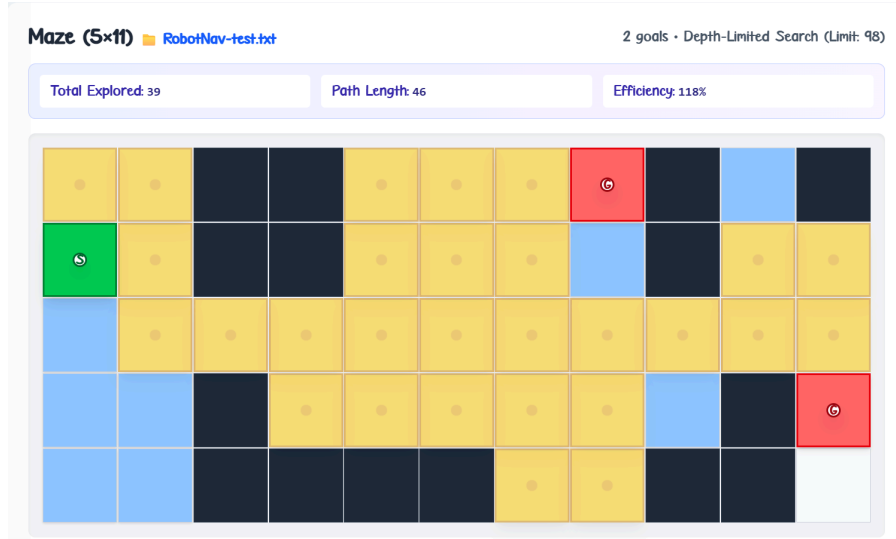 Maze (5×11) RobotNav-test.txt
2 goals • Depth-Limited Search (Limit: 98)
Total Explored: 39
Path Length: 46
Efficiency: 118%
G
S
G